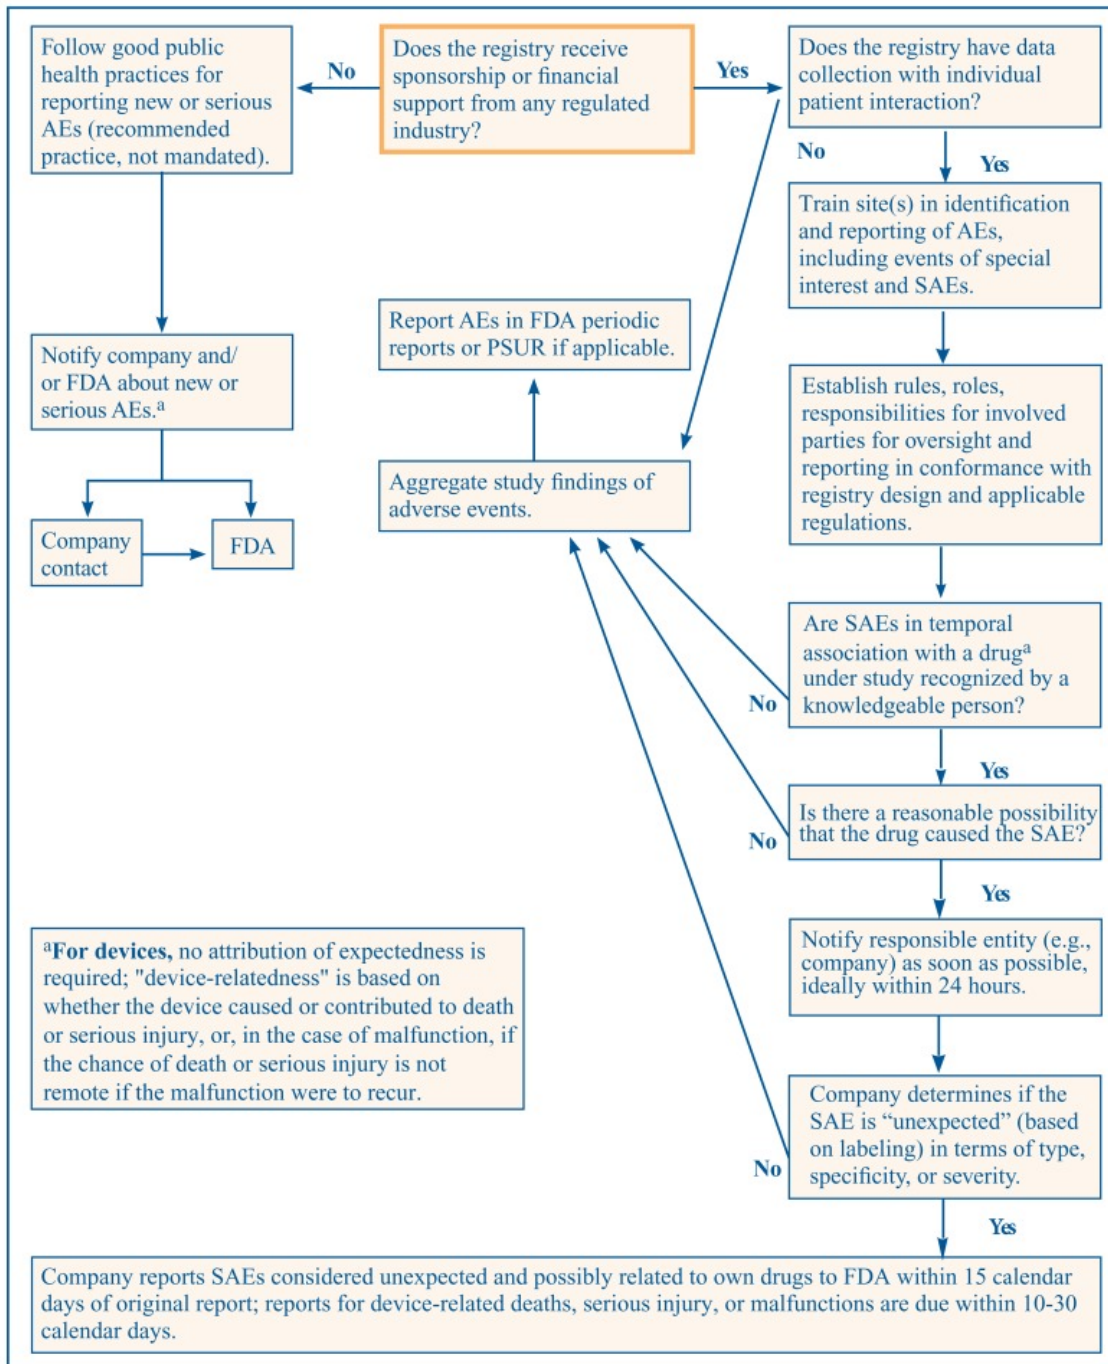 Follow good public
health practices for
reporting new or serious
AEs (recommended
practice, not mandated).
No
Does the registry receive
sponsorship or financial
support from any regulated
industry?
Yes
Does the registry have data
collection with individual
patient interaction?
No
Yes
Train site(s) in identification
and reporting of AEs,
including events of special
interest and SAEs.
Report AEs in FDA periodic
reports or PSUR if applicable.
Notify company and/
or FDA about new or
serious AEs.a
Establish rules, roles,
responsibilities for involved
parties for oversight and
reporting in conformance with
registry design and applicable
regulations.
Aggregate study findings of
adverse events.
Company
contact
FDA
Are SAEs in temporal
association with a druga
under study recognized by a
knowledgeable person?
No
Yes
Is there a reasonable possibility
that the drug caused the SAE?
No
Yes
Notify responsible entity (e.g.,
company) as soon as possible,
ideally within 24 hours.
aFor devices, no attribution of expectedness is
required; "device-relatedness" is based on
whether the device caused or contributed to death
or serious injury, or, in the case of malfunction, if
the chance of death or serious injury is not
remote if the malfunction were to recur.
Company determines if the
SAE is “unexpected” (based
on labeling) in terms of type,
specificity, or severity.
No
Yes
Company reports SAEs considered unexpected and possibly related to own drugs to FDA within 15 calendar
days of original report; reports for device-related deaths, serious injury, or malfunctions are due within 10-30
calendar days.